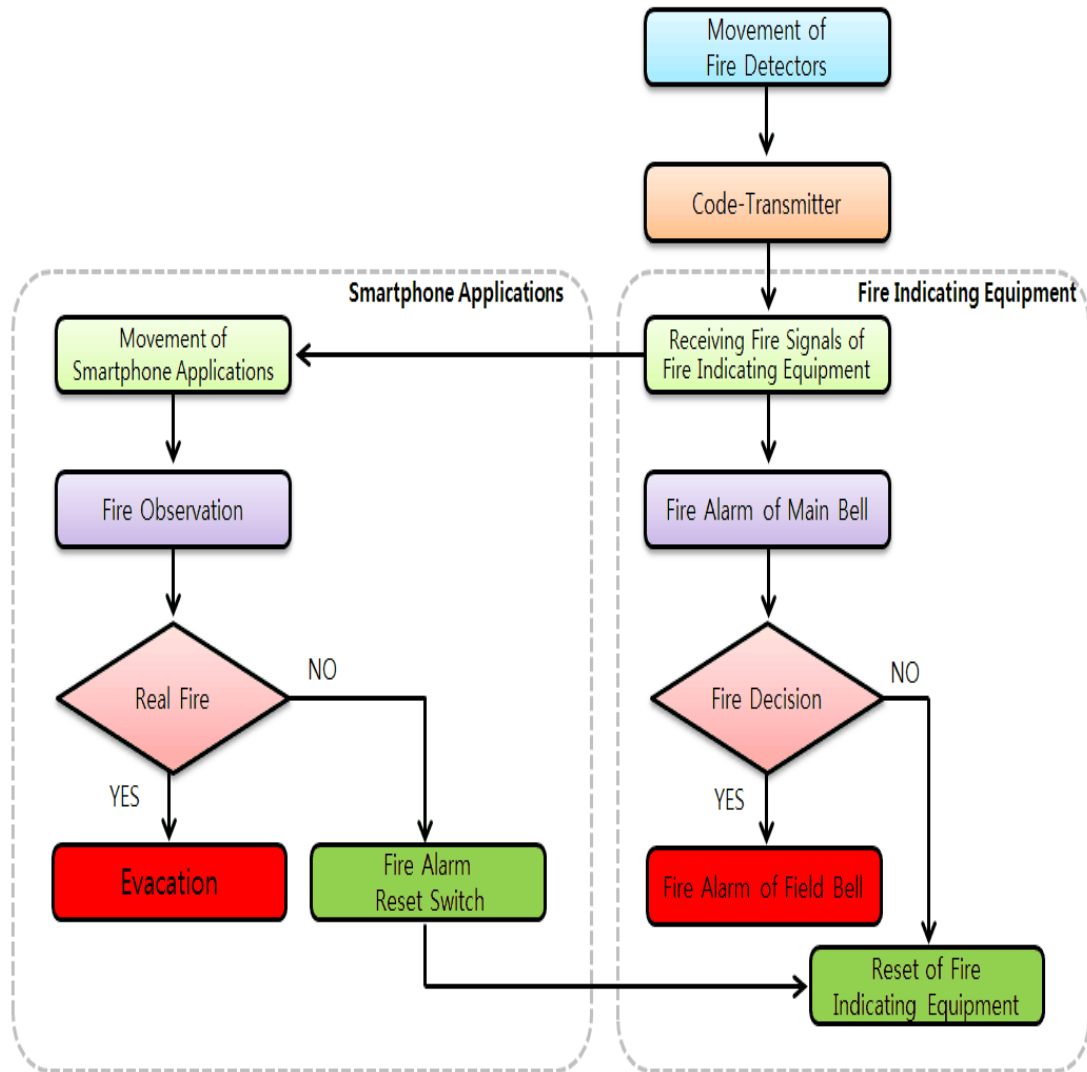 Movement of
Fire Detectors
Code-Transmitter
Smartphone Applications
Fire Indicating Equipment
Movement of
Smartphone Applications
Receiving Fire Signals of
Fire Indicating Equipment
Fire Observation
Fire Alarm of Main Bell
Real Fire
NO
YES
Fire Decision
NO
YES
Evacation
Fire Alarm
Reset Switch
Fire Alarm of Field Bell
Reset of Fire
Indicating Equipment